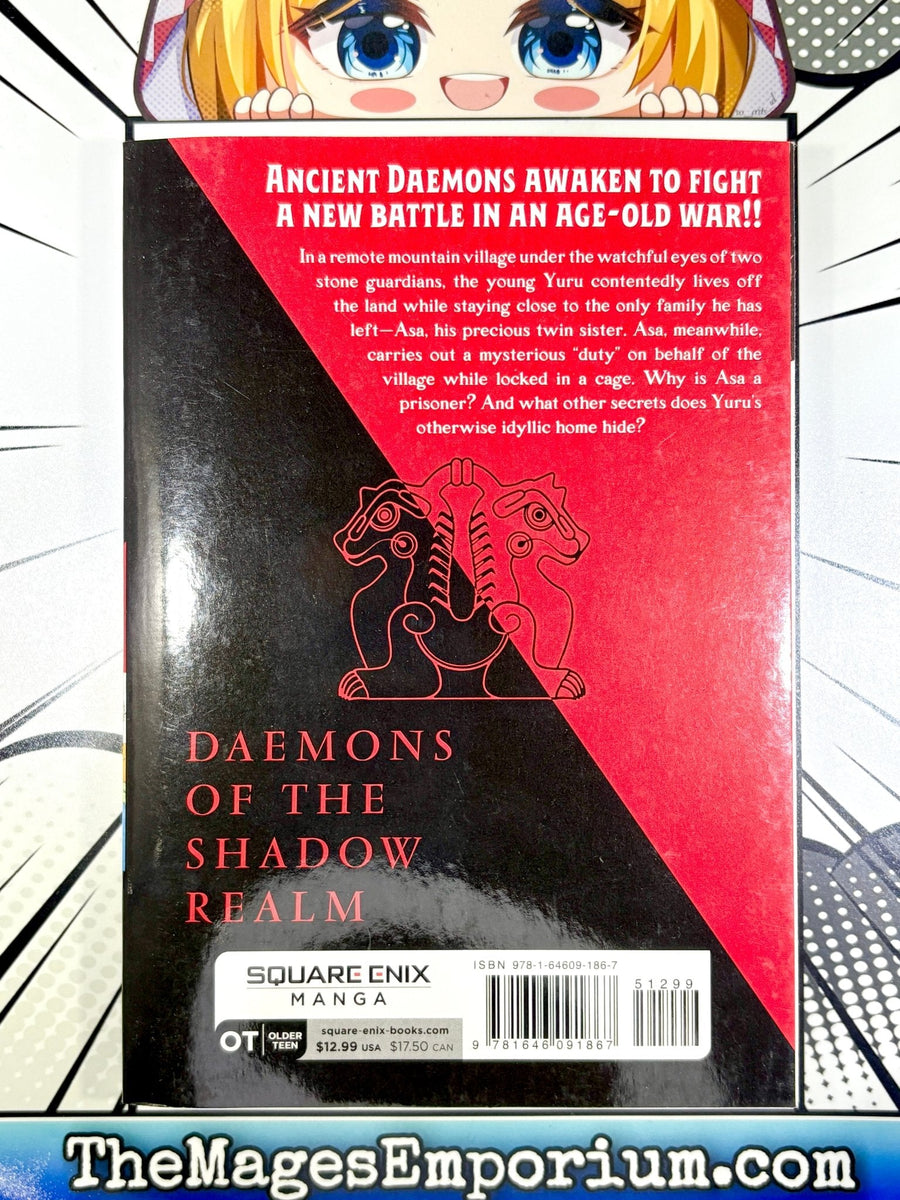 ANCIENT DAEMONS AWAKEN TO FIGHT
A NEW BATTLE IN AN AGE-OLD WAR!!
In a remote mountain village under the watchful eyes of two
stone guardians, the young Yuru contentedly lives off
the land while staying close to the only family he has
left—Asa, his precious twin sister. Asa, meanwhile,
carries out a mysterious "duty" on behalf of the
village while locked in a cage. Why is Asa a
prisoner? And what other secrets does Yuru's
otherwise idyllic home hide?
DAEMONS
OF THE
SHADOW
REALM
SQUARE ENIX
MANGA
OT OLDER
TEEN
square-enix-books.com
$12.99 USA $17.50 CAN
ISBN 978-1-64609-186-7
51299
9 781646 091867
TheMagesEmporium.com